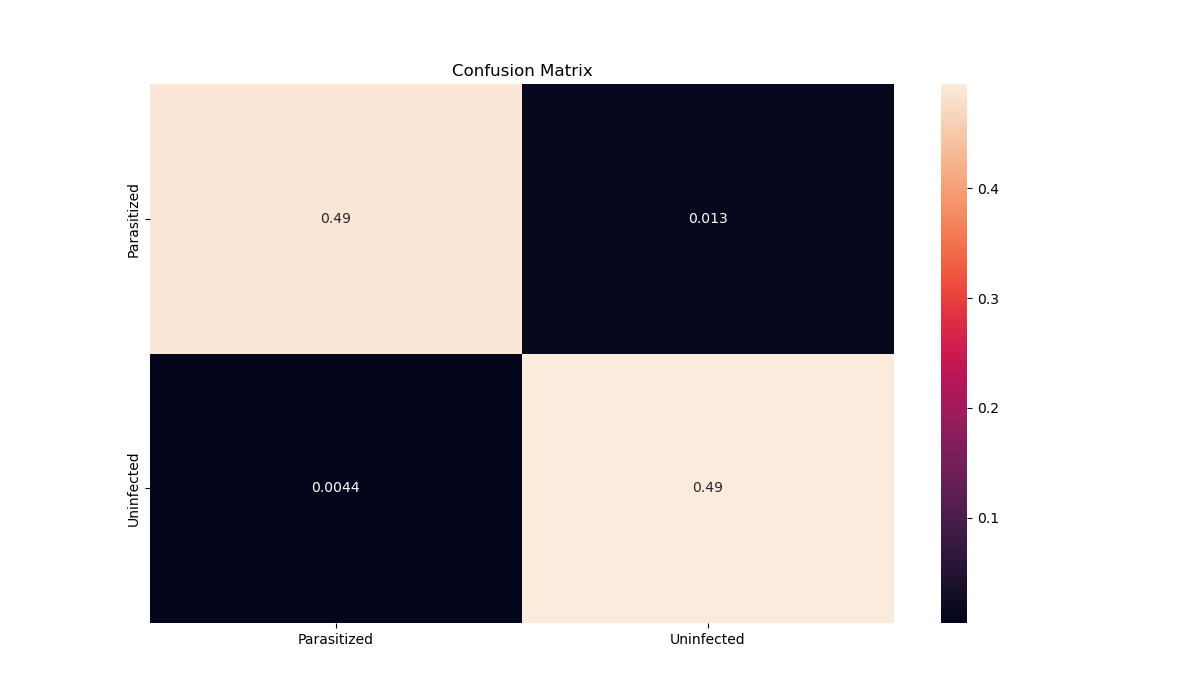 Confusion Matrix
Parasitized
0.49
0.013
Uninfected
0.0044
0.49
Parasitized
Uninfected
0.4
0.3
0.2
0.1